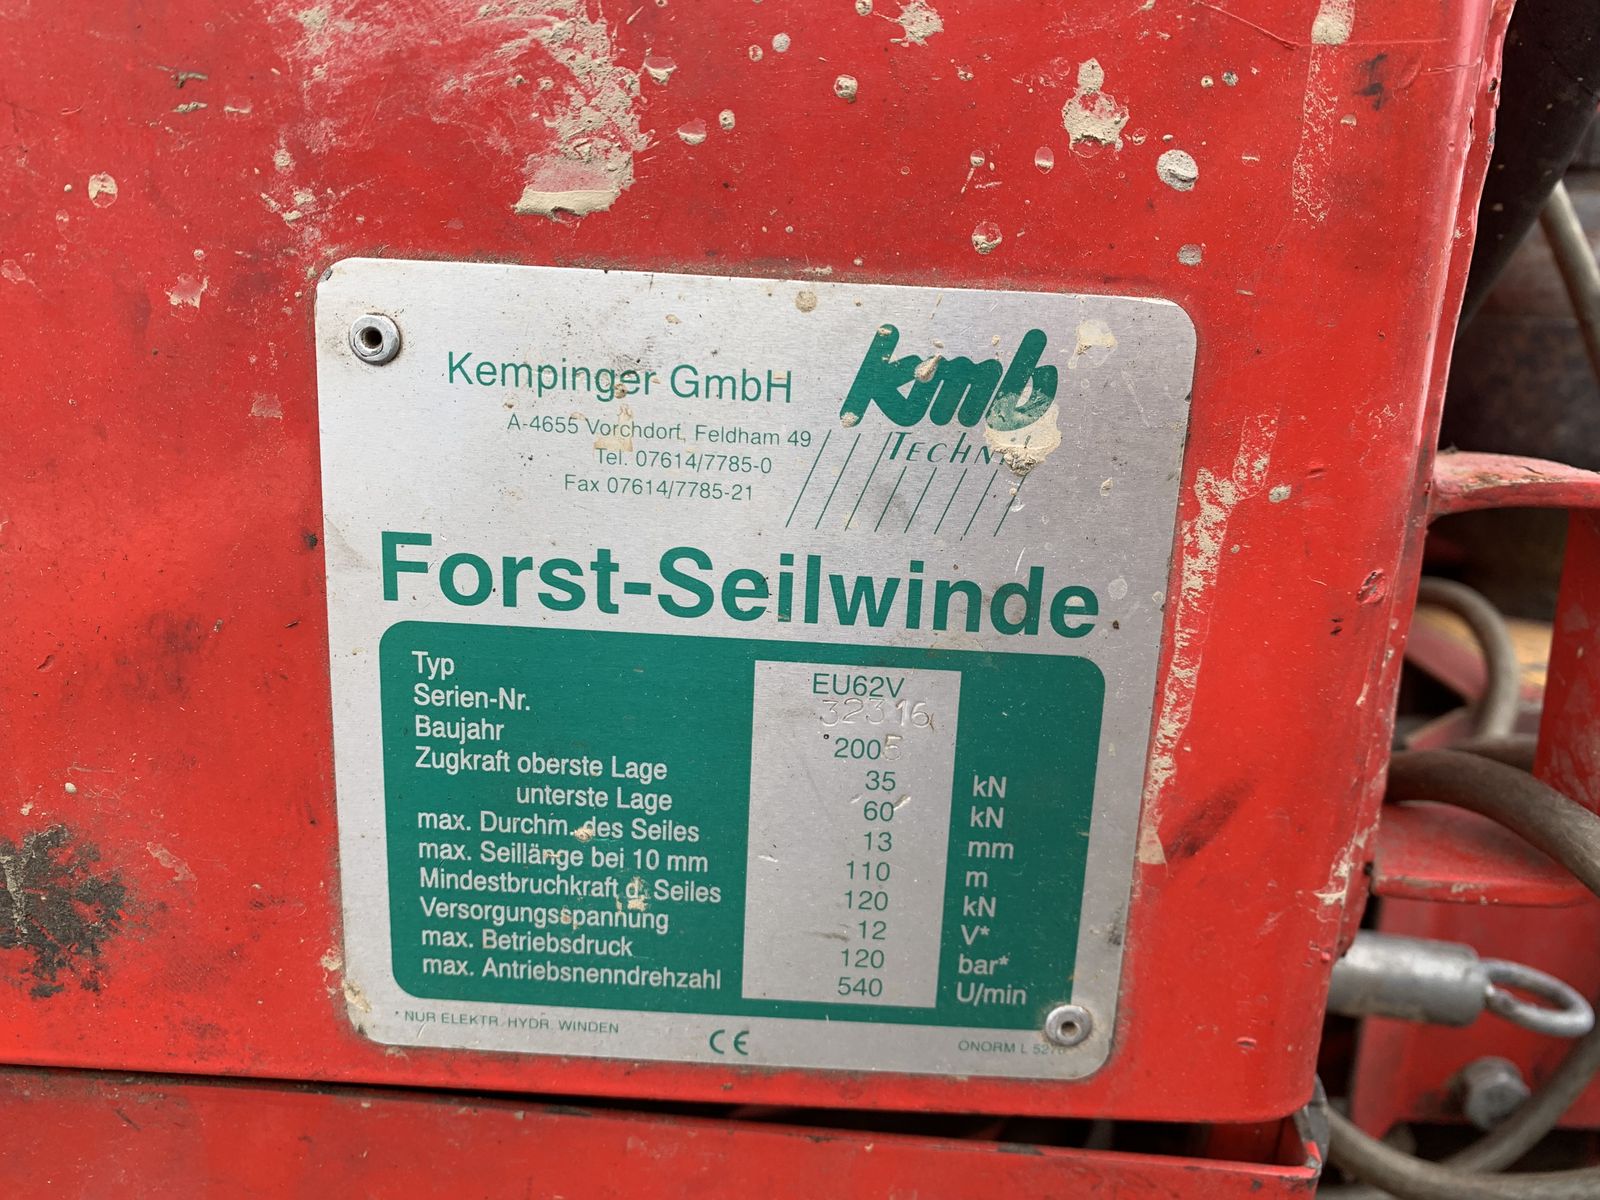 Kempinger GmbH
A-4655 Vorchdorf, Feldham 49
Tel. 07614/7785-0
Fax 07614/7785-21
kmb
TECHNIK
Forst-Seilwinde
Typ EU62V
Serien-Nr. 32316
Baujahr 2005
Zugkraft oberste Lage 35 kN
unterste Lage 60 kN
max. Durchm. des Seiles 13 mm
max. Seillänge bei 10 mm 110 m
Mindestbruchkraft d. Seiles 120 kN
Versorgungsspannung 12 V*
max. Betriebsdruck 120 bar*
max. Antriebsnenndrehzahl 540 U/min
* NUR ELEKTR. HYDR. WINDEN
CE
ONORM L